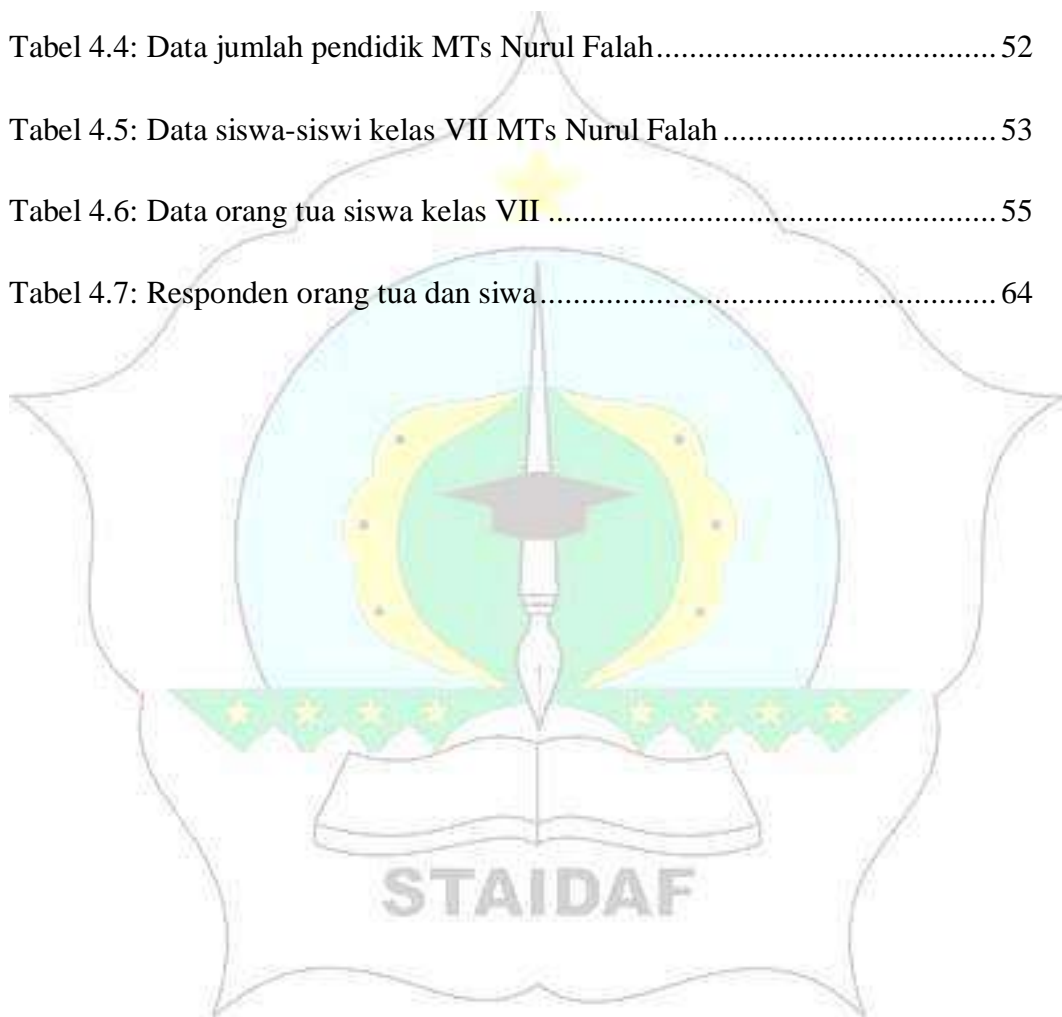 Tabel 4.4: Data jumlah pendidik MTs Nurul Falah................................... 52
Tabel 4.5: Data siswa-siswi kelas VII MTs Nurul Falah ............................ 53
Tabel 4.6: Data orang tua siswa kelas VII .............................................. 55
Tabel 4.7: Responden orang tua dan siwa............................................... 64
STAIDAF